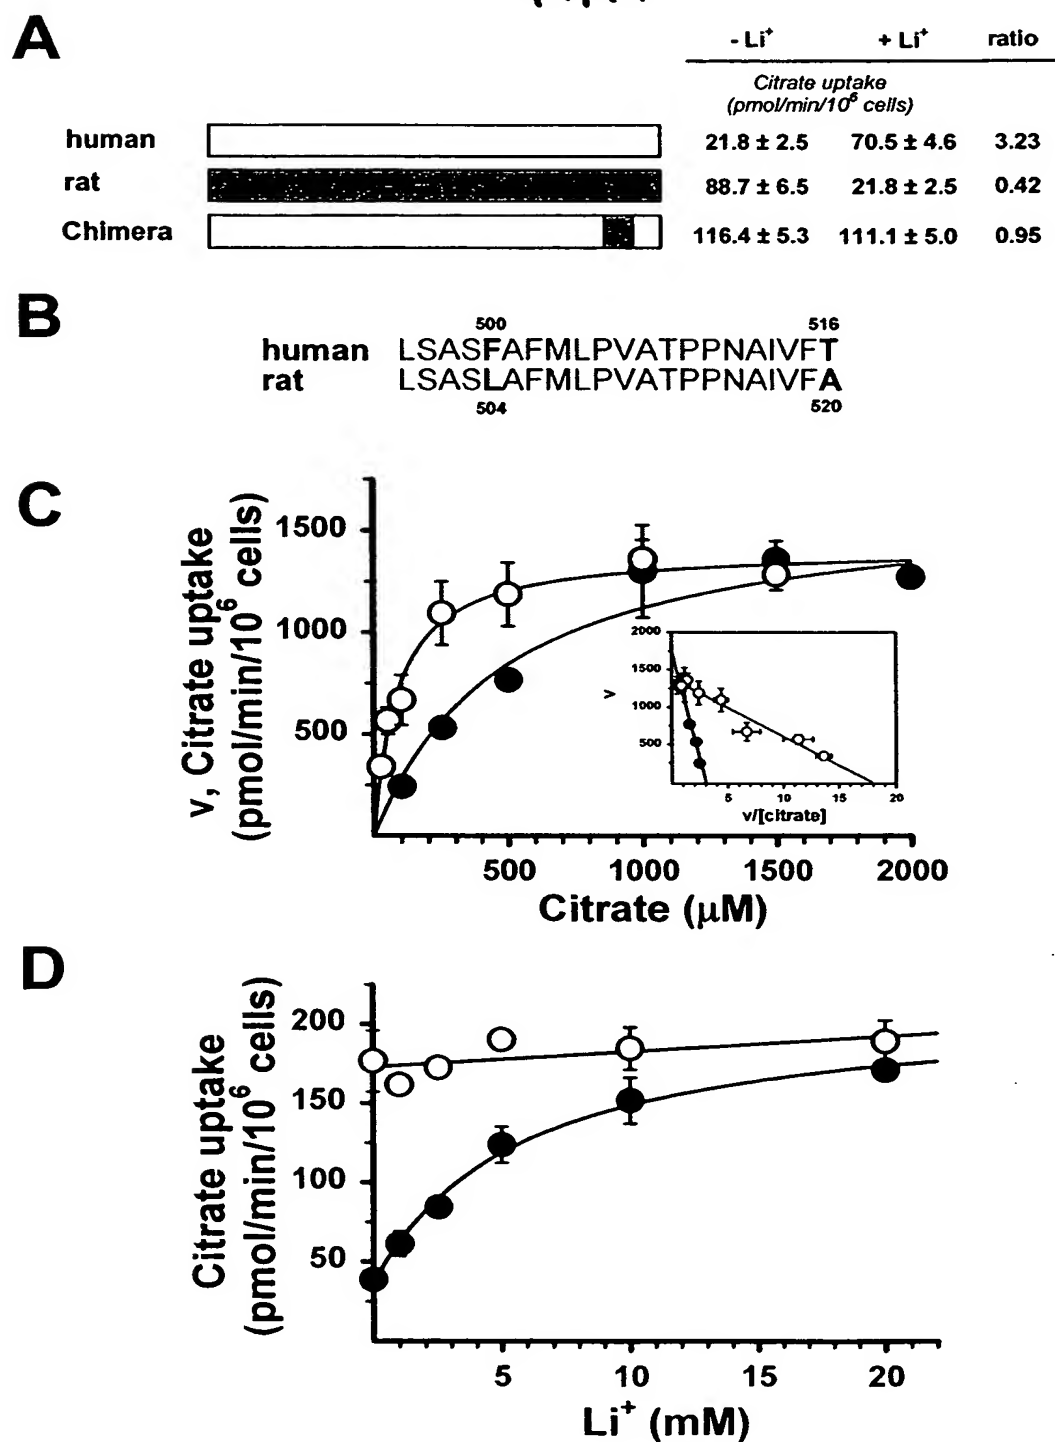 A
- Li⁺ + Li⁺ ratio
Citrate uptake
(pmol/min/10⁶ cells)
human 21.8 ± 2.5 70.5 ± 4.6 3.23
rat 88.7 ± 6.5 21.8 ± 2.5 0.42
Chimera 116.4 ± 5.3 111.1 ± 5.0 0.95
B
500 516
human LSASFAFMLPVATPPNAIVFT
rat LSASLAFMLPVATPPNAIVFA
504 520
C
v, Citrate uptake
(pmol/min/10⁶ cells)
1500
1000
500
500 1000 1500 2000
Citrate (μM)
v
2000
1500
1000
500
5 10 15 20
v/[citrate]
D
Citrate uptake
(pmol/min/10⁶ cells)
200
150
100
50
5 10 15 20
Li⁺ (mM)